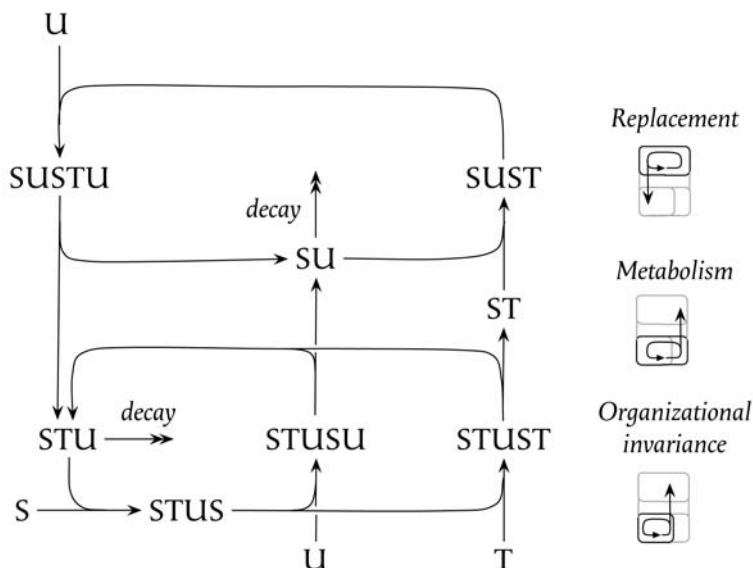 U
Replacement
SUSTU
decay
SUST
SU
Metabolism
ST
decay
Organizational
invariance
STU
STUSU
STUST
S
STUS
U
T